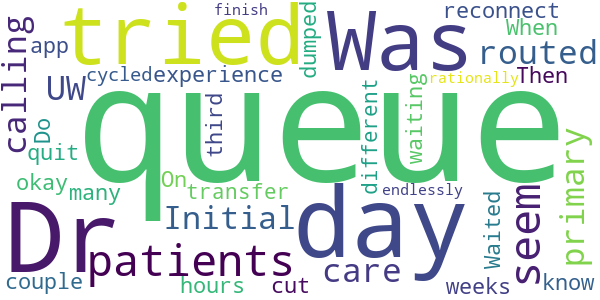 finish
reconnect
tried
Was
When
app
dumped
routed
calling
UW
cycled
experience
Then
rationally
queue
Do
third
different
Waiting
quit
okay
many
On
transfer
endlessly
primary
Dr
Initial
day
Waited
seem
patients
care
couple
hours
cut
weeks
know